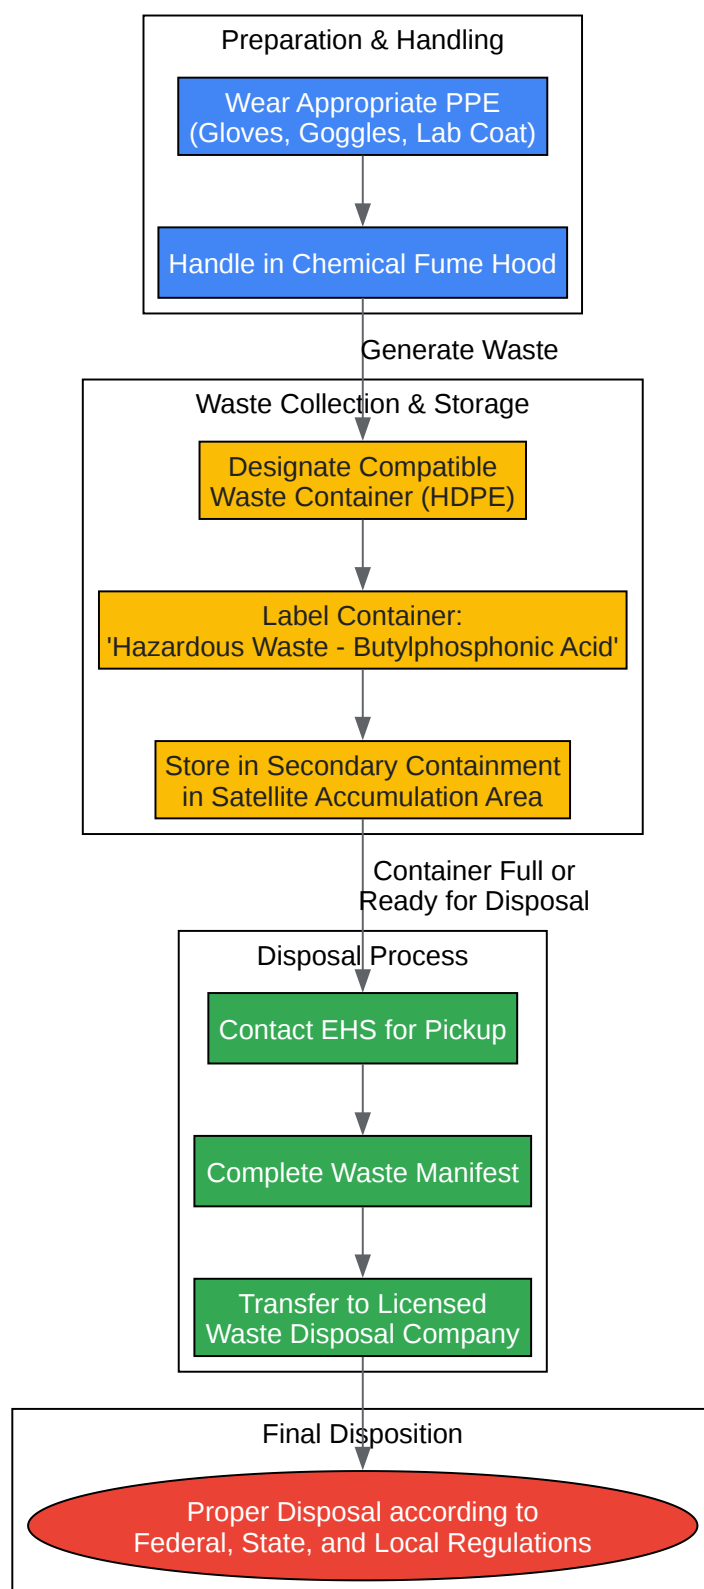 Preparation & Handling
Wear Appropriate PPE
(Gloves, Goggles, Lab Coat)
Handle in Chemical Fume Hood
Generate Waste
Waste Collection & Storage
Designate Compatible
Waste Container (HDPE)
Label Container:
'Hazardous Waste - Butylphosphonic Acid'
Store in Secondary Containment
in Satellite Accumulation Area
Container Full or
Ready for Disposal
Disposal Process
Contact EHS for Pickup
Complete Waste Manifest
Transfer to Licensed
Waste Disposal Company
Final Disposition
Proper Disposal according to
Federal, State, and Local Regulations